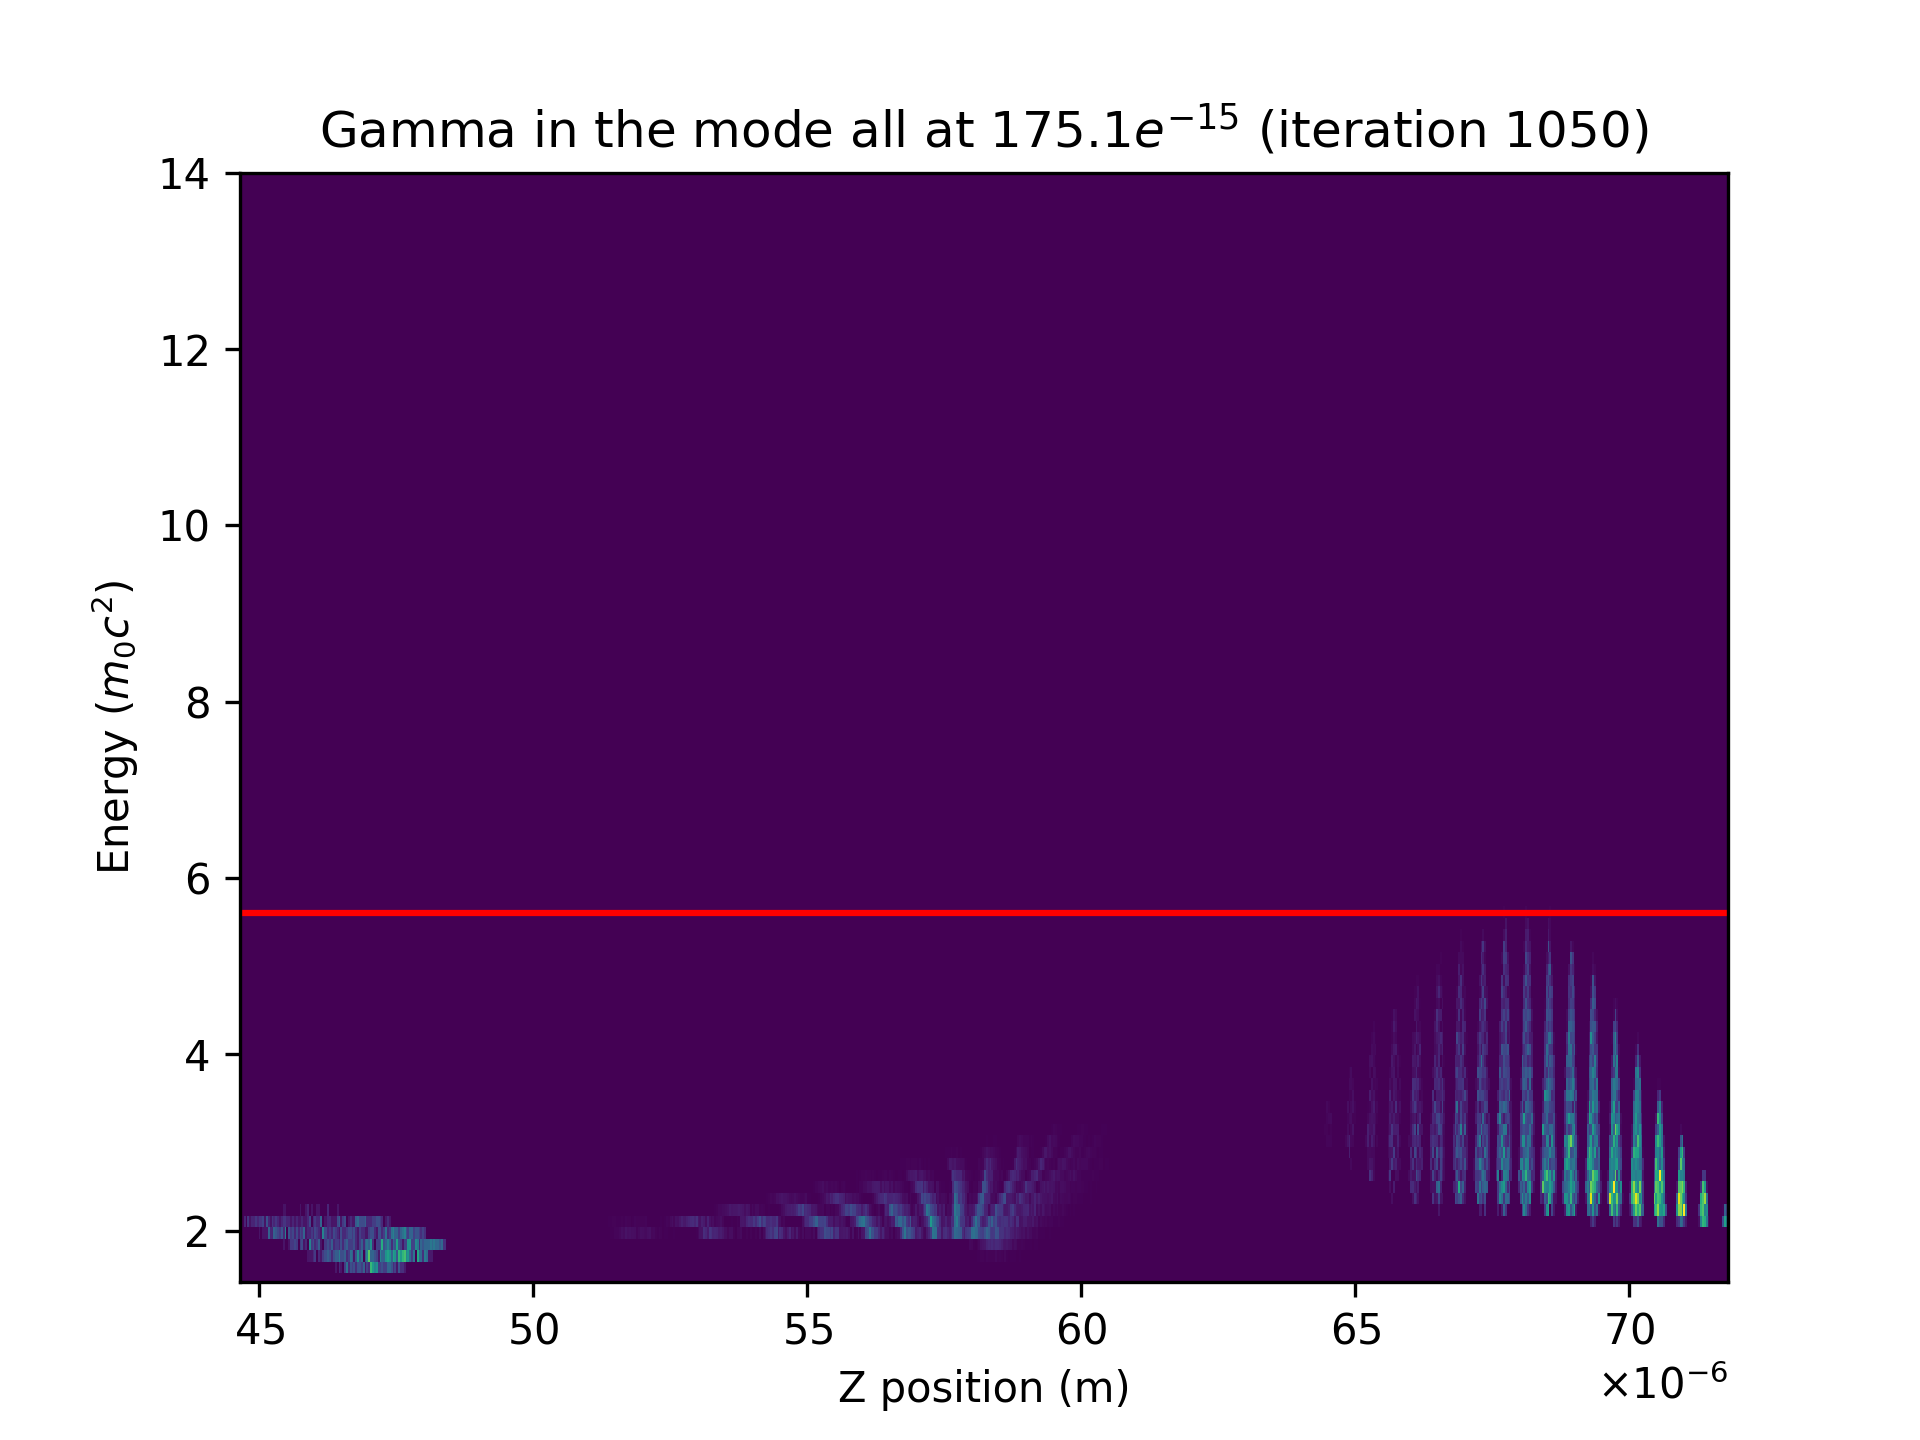 Gamma in the mode all at 175.1e⁻¹⁵ (iteration 1050)
14
12
10
8
6
4
2
Energy (m₀c²)
45 50 55 60 65 70
×10⁻⁶
Z position (m)